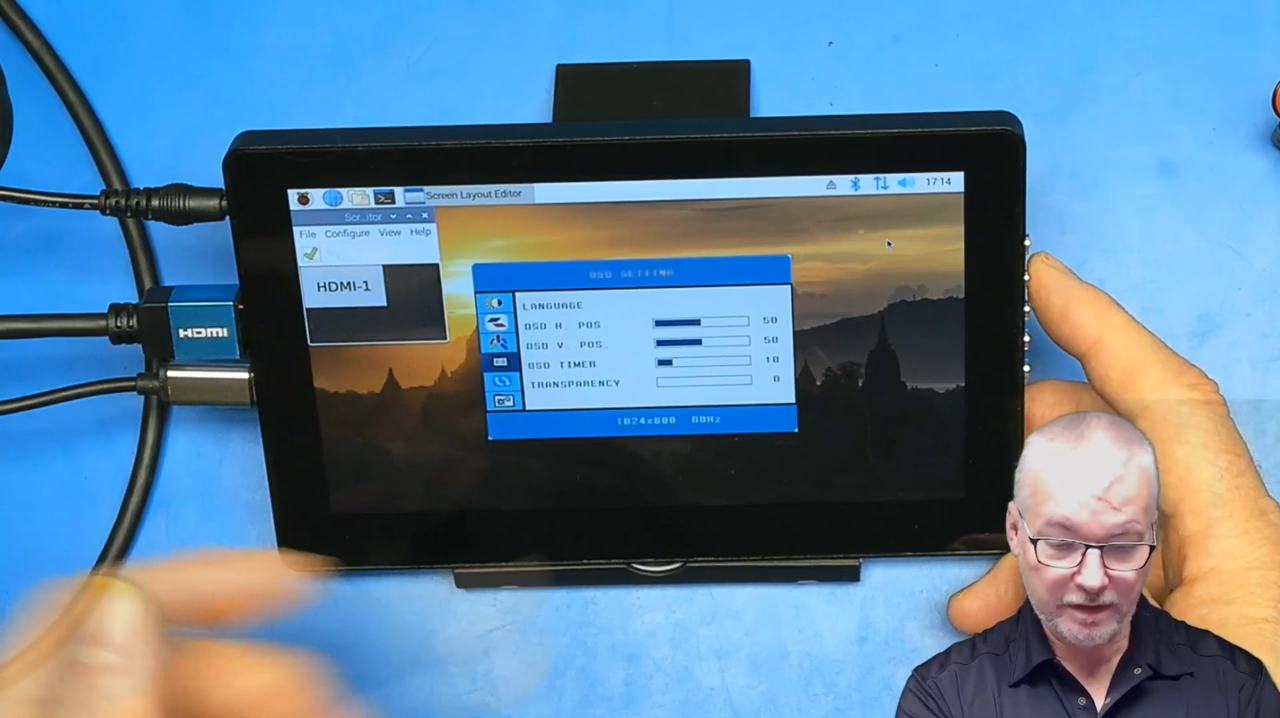 Screen Layout Editor
17:14
Scr...itor
File Configure View Help
HDMI-1
OSD SETTING
LANGUAGE
OSD H. POS 50
OSD V. POS. 50
OSD TIMER 10
TRANSPARENCY 0
1024x600 60Hz
HDMI